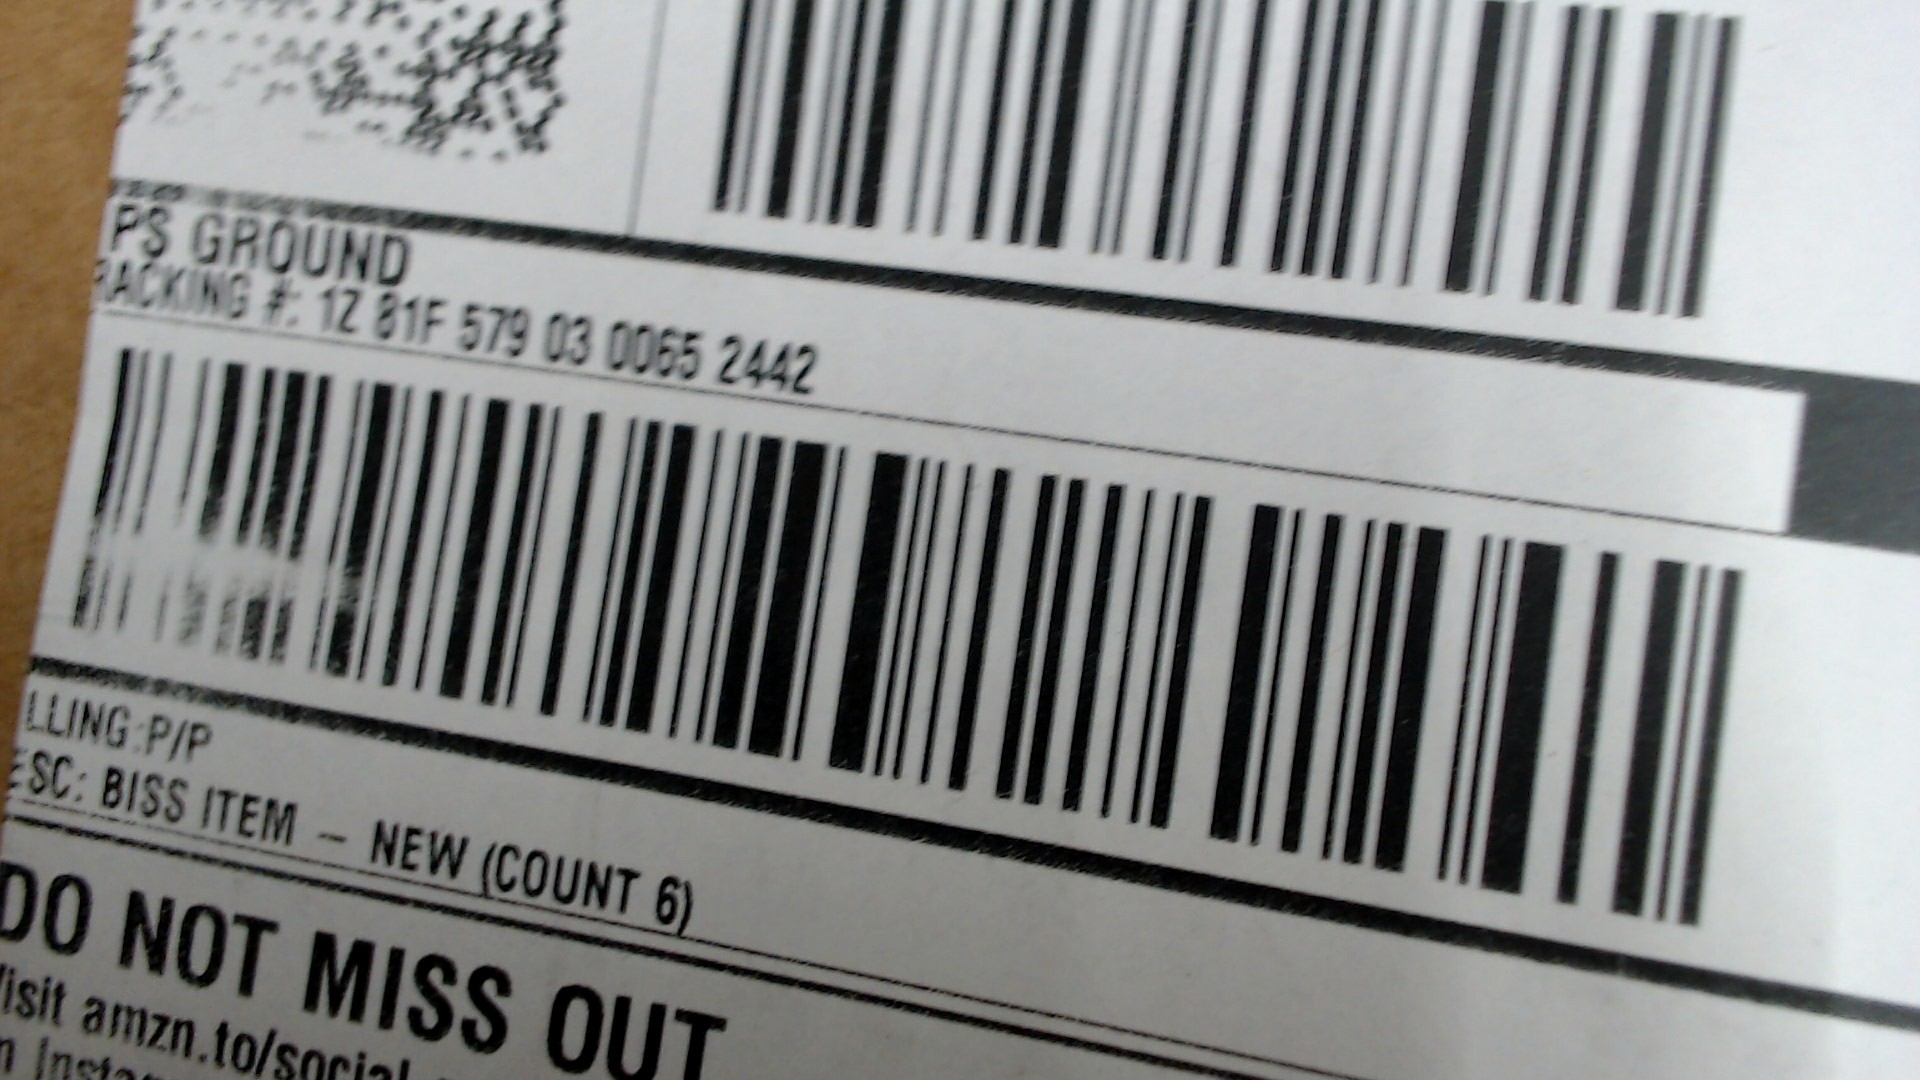 PS GROUND
RACKING #: 1Z 81F 579 03 0065 2442
LLING:P/P
ESC: BISS ITEM – NEW (COUNT 6)
DO NOT MISS OUT
isit amzn.to/social